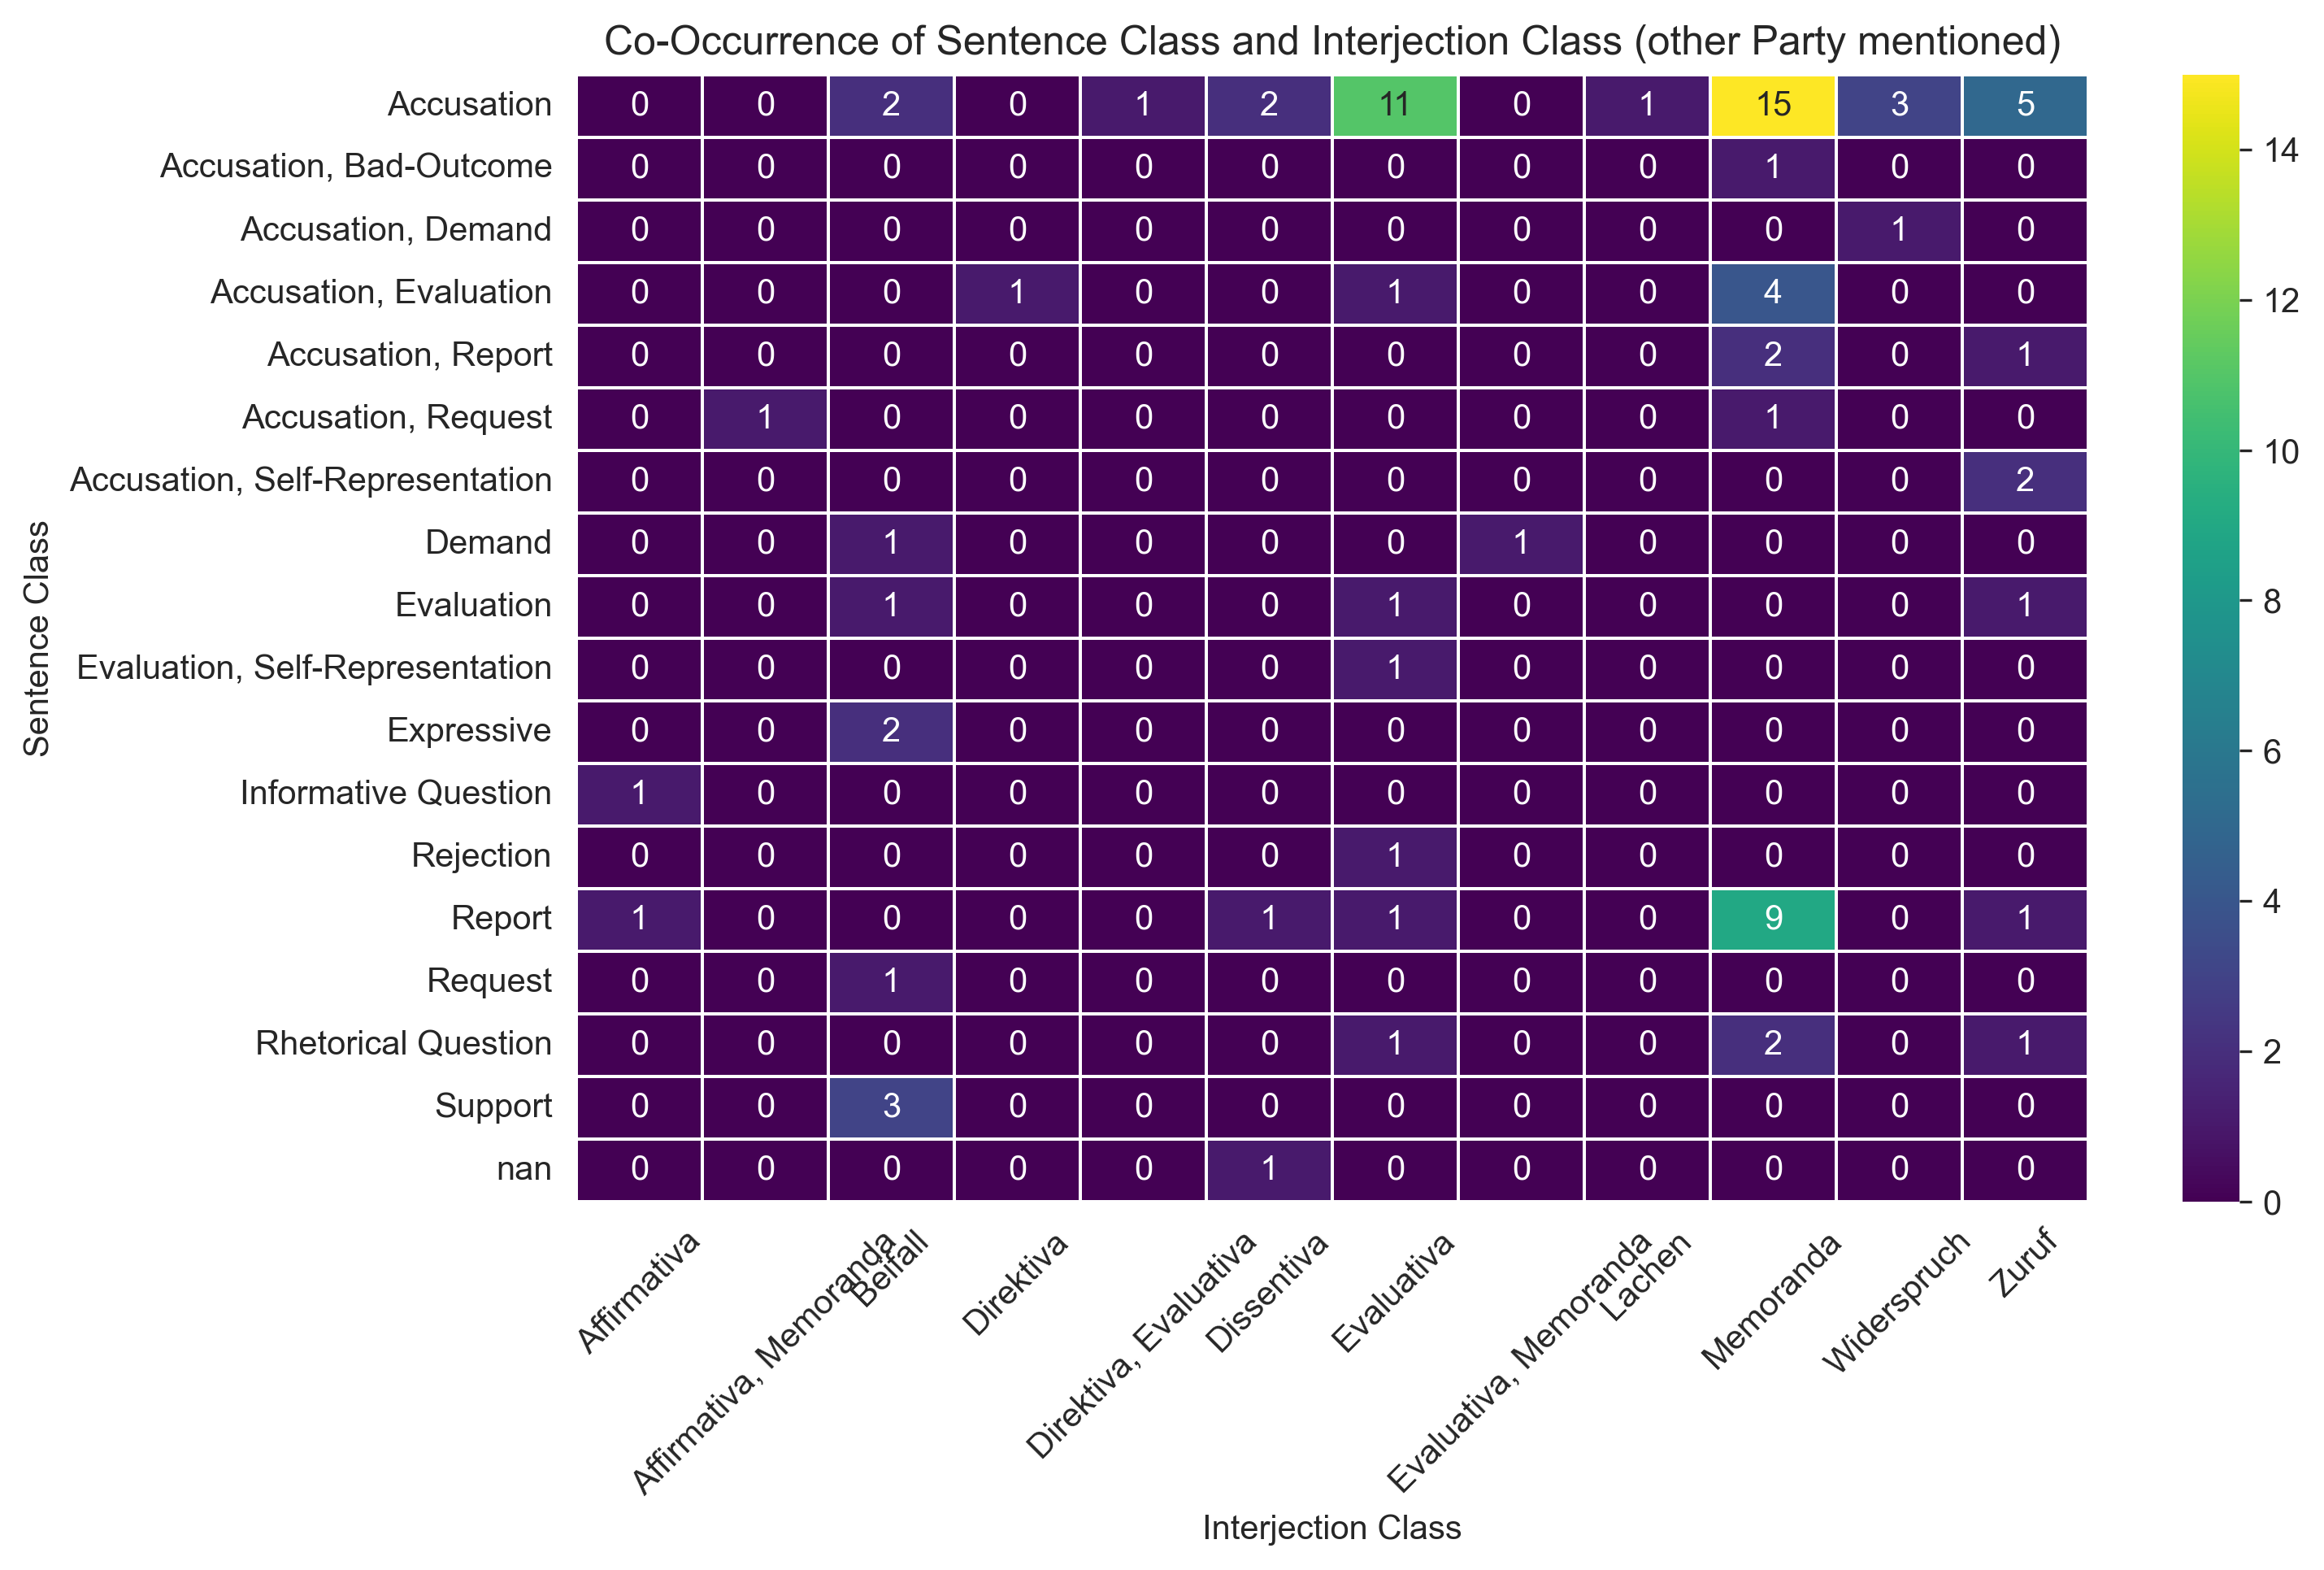 Co-Occurrence of Sentence Class and Interjection Class (other Party mentioned)
Accusation 0 0 2 0 1 2 11 0 1 15 3 5
Accusation, Bad-Outcome 0 0 0 0 0 0 0 0 0 1 0 0
Accusation, Demand 0 0 0 0 0 0 0 0 0 0 1 0
Accusation, Evaluation 0 0 0 1 0 0 1 0 0 4 0 0
Accusation, Report 0 0 0 0 0 0 0 0 0 2 0 1
Accusation, Request 0 1 0 0 0 0 0 0 0 1 0 0
Accusation, Self-Representation 0 0 0 0 0 0 0 0 0 0 0 2
Demand 0 0 1 0 0 0 0 1 0 0 0 0
Evaluation 0 0 1 0 0 0 1 0 0 0 0 1
Evaluation, Self-Representation 0 0 0 0 0 0 1 0 0 0 0 0
Expressive 0 0 2 0 0 0 0 0 0 0 0 0
Informative Question 1 0 0 0 0 0 0 0 0 0 0 0
Rejection 0 0 0 0 0 0 1 0 0 0 0 0
Report 1 0 0 0 0 1 1 0 0 9 0 1
Request 0 0 1 0 0 0 0 0 0 0 0 0
Rhetorical Question 0 0 0 0 0 0 1 0 0 2 0 1
Support 0 0 3 0 0 0 0 0 0 0 0 0
nan 0 0 0 0 0 1 0 0 0 0 0 0
Sentence Class
Affirmativa
Affirmativa, Memoranda
Beifall
Direktiva
Direktiva, Evaluativa
Dissentiva
Evaluativa
Evaluativa, Memoranda
Lachen
Memoranda
Widerspruch
Zuruf
Interjection Class
14
12
10
8
6
4
2
0